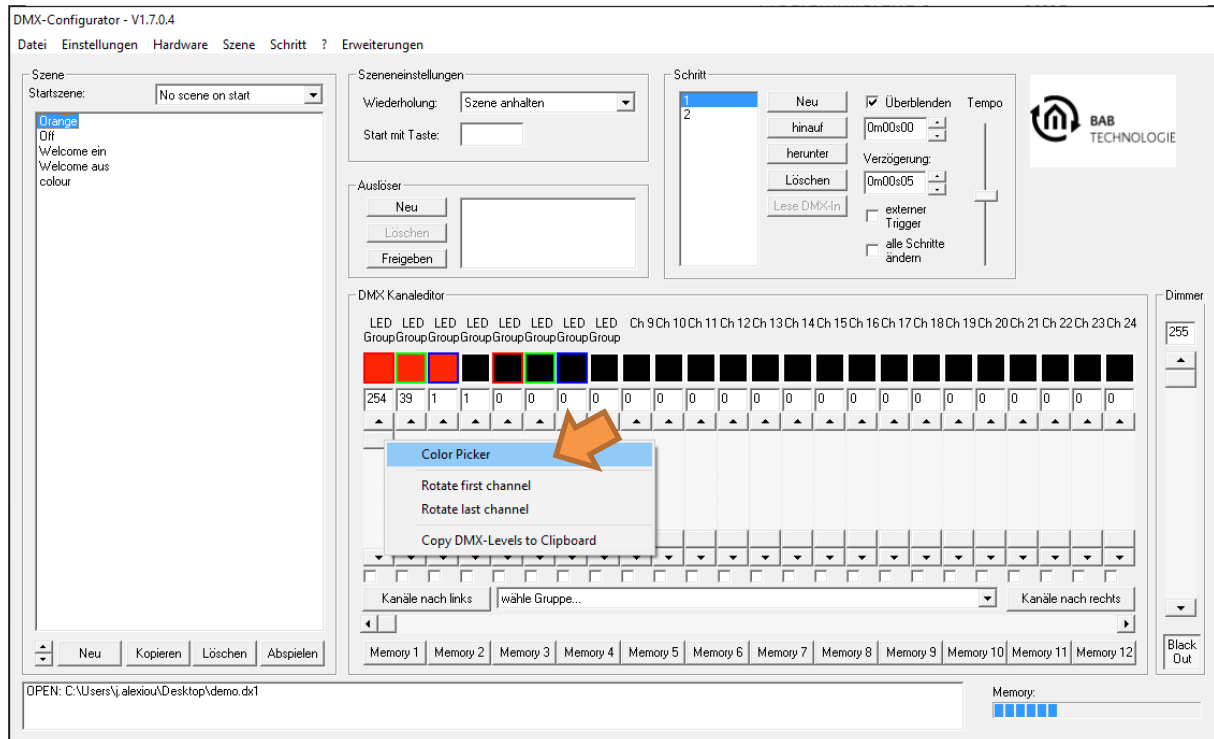 DMX-Configurator - V1.7.0.4
Datei Einstellungen Hardware Szene Schritt ? Erweiterungen
Szene
Startszene: No scene on start
Orange
Off
Welcome ein
Welcome aus
colour
Neu Kopieren Löschen Abspielen
Szeneneinstellungen
Wiederholung: Szene anhalten
Start mit Taste:
Auslöser
Neu
Löschen
Freigeben
Schritt
1
2
Neu
hinauf
herunter
Löschen
Lese DMX-In
Überblenden
0m00s00
Verzögerung:
0m00s05
externer
Trigger
alle Schritte
ändern
Tempo
BAB
TECHNOLOGIE
DMX Kanaleditor
LED LED LED LED LED LED LED LED Ch 9 Ch 10 Ch 11 Ch 12 Ch 13 Ch 14 Ch 15 Ch 16 Ch 17 Ch 18 Ch 19 Ch 20 Ch 21 Ch 22 Ch 23 Ch 24
Group Group Group Group Group Group Group Group
254 39 1 1 0 0 0 0 0 0 0 0 0 0 0 0 0 0 0 0 0 0 0 0
Color Picker
Rotate first channel
Rotate last channel
Copy DMX-Levels to Clipboard
Kanäle nach links wähle Gruppe... Kanäle nach rechts
Memory 1 Memory 2 Memory 3 Memory 4 Memory 5 Memory 6 Memory 7 Memory 8 Memory 9 Memory 10 Memory 11 Memory 12
Dimmer
255
Black
Out
OPEN: C:\Users\j.alexiou\Desktop\demo.dx1
Memory: